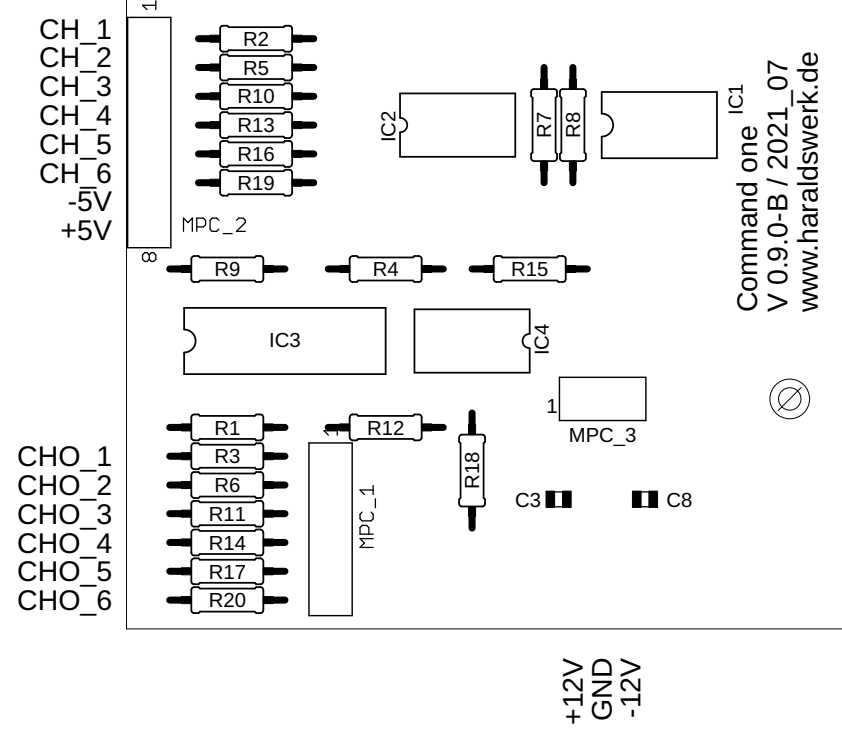 1
CH_1
CH_2
CH_3
CH_4
CH_5
CH_6
-5V
+5V
8
MPC_2
R2
R5
R10
R13
R16
R19
IC2
R7
R8
IC1
Command one
V 0.9.0-B / 2021_07
www.haraldswerk.de
R9
R4
R15
IC3
IC4
1
MPC_3
R1
R3
R6
R11
R14
R17
R20
R12
1
MPC_1
R18
C3
C8
CHO_1
CHO_2
CHO_3
CHO_4
CHO_5
CHO_6
+12V
GND
-12V